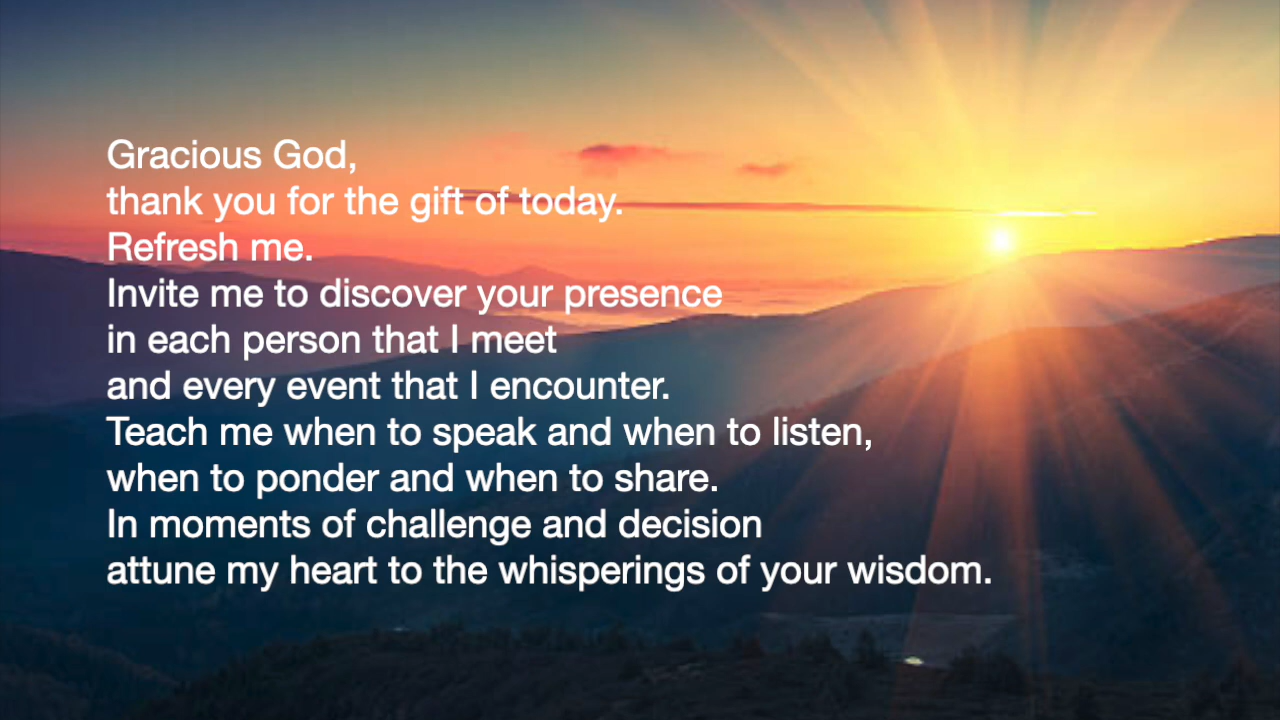 Gracious God,
thank you for the gift of today.
Refresh me.
Invite me to discover your presence
in each person that I meet
and every event that I encounter.
Teach me when to speak and when to listen,
when to ponder and when to share.
In moments of challenge and decision
attune my heart to the whisperings of your wisdom.